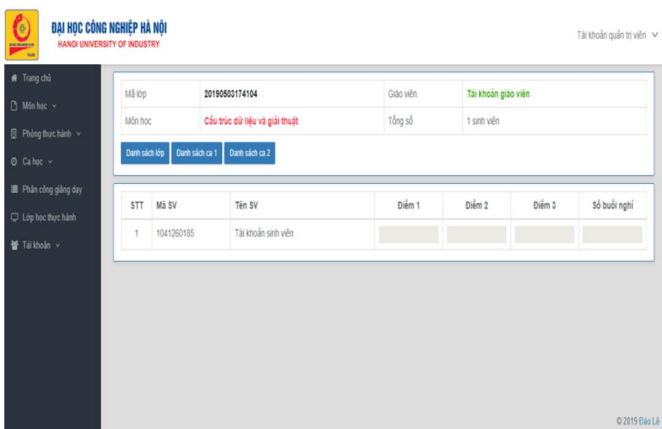 ĐẠI HỌC CÔNG NGHIỆP HÀ NỘI
HANOI UNIVERSITY OF INDUSTRY
Tài khoản quản trị viên
Trang chủ
Môn học
Phòng thực hành
Ca học
Phân công giảng dạy
Lớp học thực hành
Tài khoản
Mã lớp 20190503174104 Giáo viên Tài khoản giáo viên
Môn học Cấu trúc dữ liệu và giải thuật Tổng số 1 sinh viên
Danh sách lớp Danh sách ca 1 Danh sách ca 2
STT Mã SV Tên SV Điểm 1 Điểm 2 Điểm 3 Số buổi nghỉ
1 1041260185 Tài khoản sinh viên
© 2019 Đào Lê